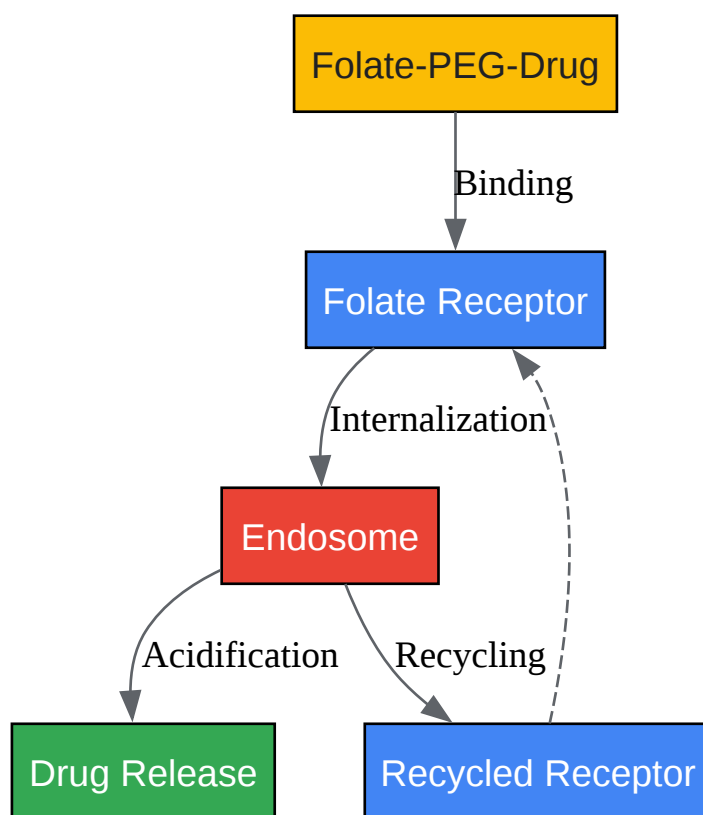 Folate-PEG-Drug
Binding
Folate Receptor
Internalization
Endosome
Acidification
Recycling
Drug Release
Recycled Receptor